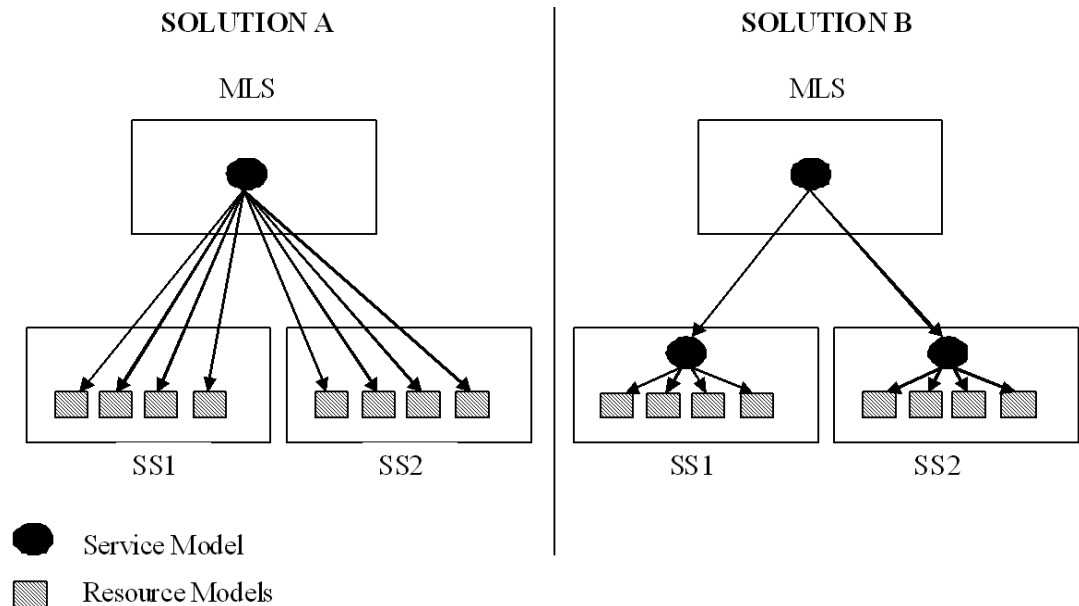 SOLUTION A
MLS
SS1
SS2
SOLUTION B
MLS
SS1
SS2
Service Model
Resource Models